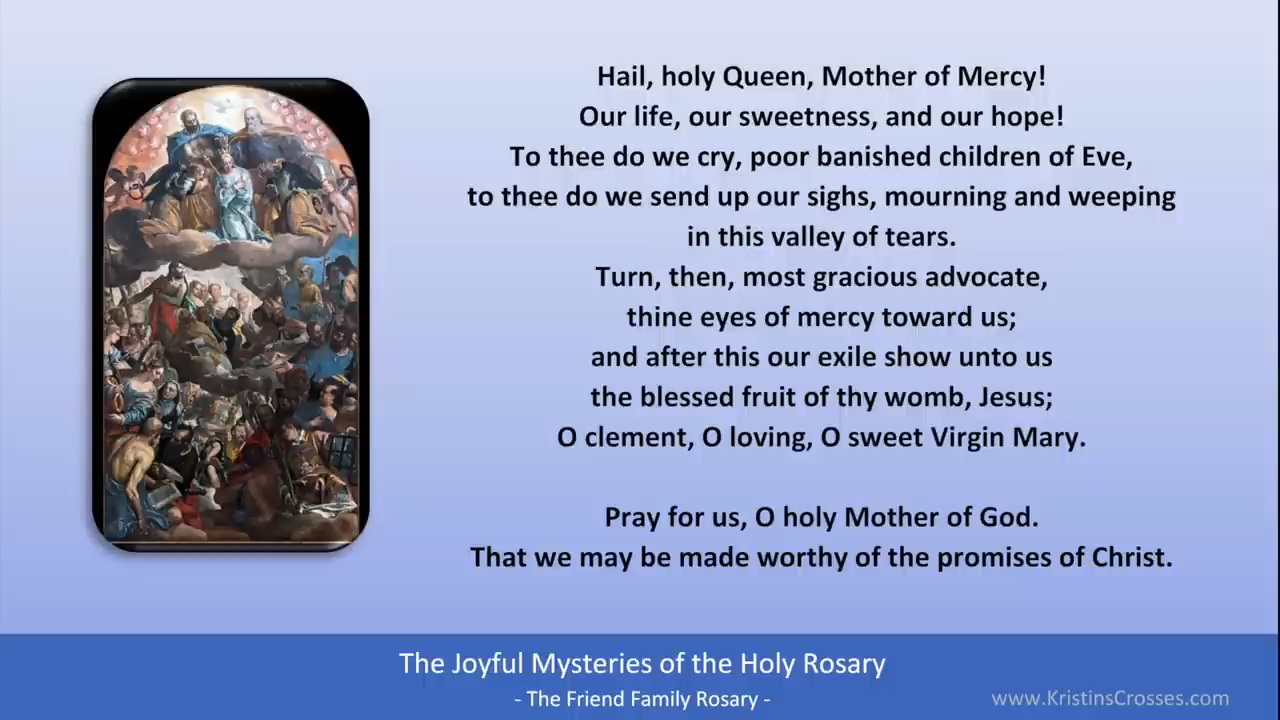 Hail, holy Queen, Mother of Mercy!
Our life, our sweetness, and our hope!
To thee do we cry, poor banished children of Eve,
to thee do we send up our sighs, mourning and weeping
in this valley of tears.
Turn, then, most gracious advocate,
thine eyes of mercy toward us;
and after this our exile show unto us
the blessed fruit of thy womb, Jesus;
O clement, O loving, O sweet Virgin Mary.
Pray for us, O holy Mother of God.
That we may be made worthy of the promises of Christ.
The Joyful Mysteries of the Holy Rosary
- The Friend Family Rosary -
www.KristinsCrosses.com